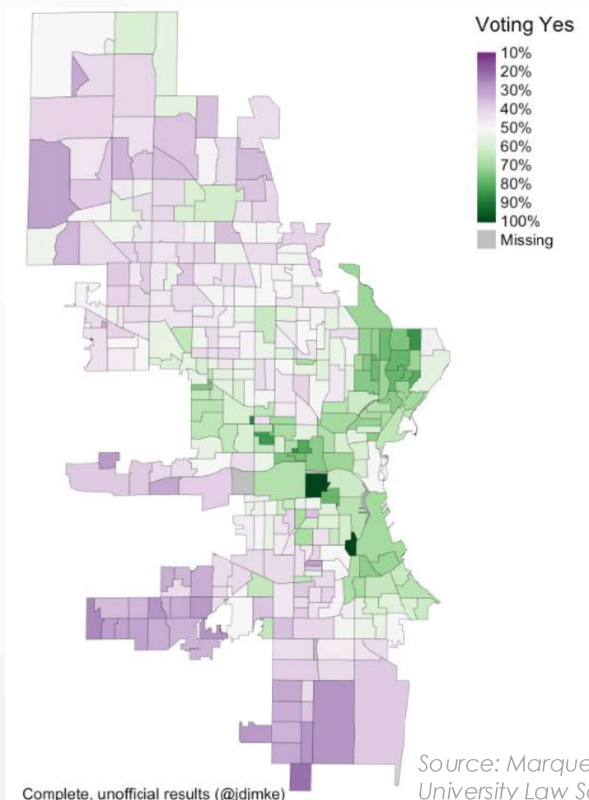 Voting Yes
10%
20%
30%
40%
50%
60%
70%
80%
90%
100%
Missing
Source: Marque
University Law Sc
Complete, unofficial results (@jdjmke)